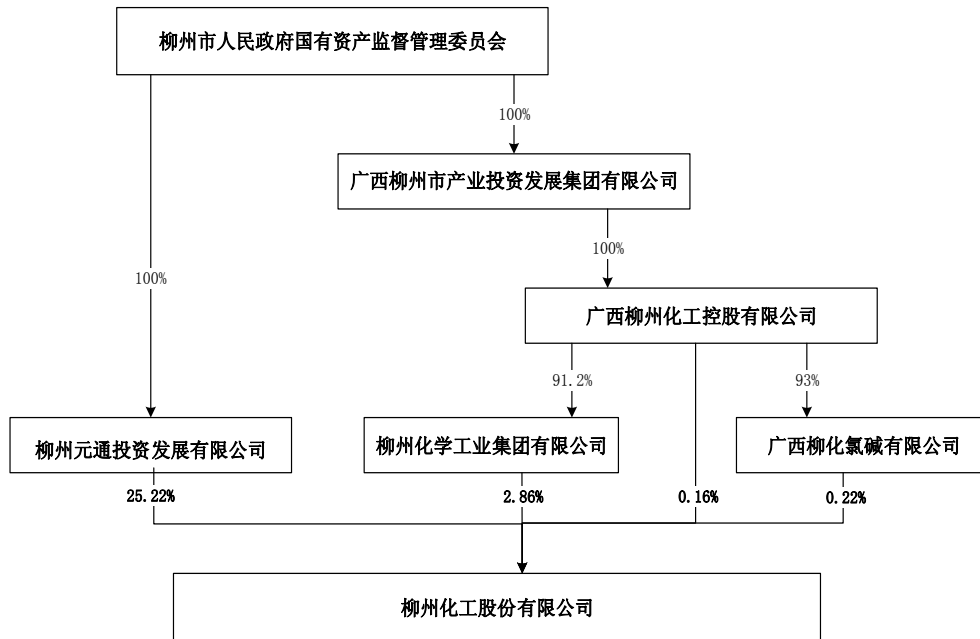 柳州市人民政府国有资产监督管理委员会
100%
广西柳州市产业投资发展集团有限公司
100%
100%
广西柳州化工控股有限公司
91.2%
93%
柳州元通投资发展有限公司
柳州化学工业集团有限公司
广西柳化氯碱有限公司
25.22%
2.86%
0.16%
0.22%
柳州化工股份有限公司